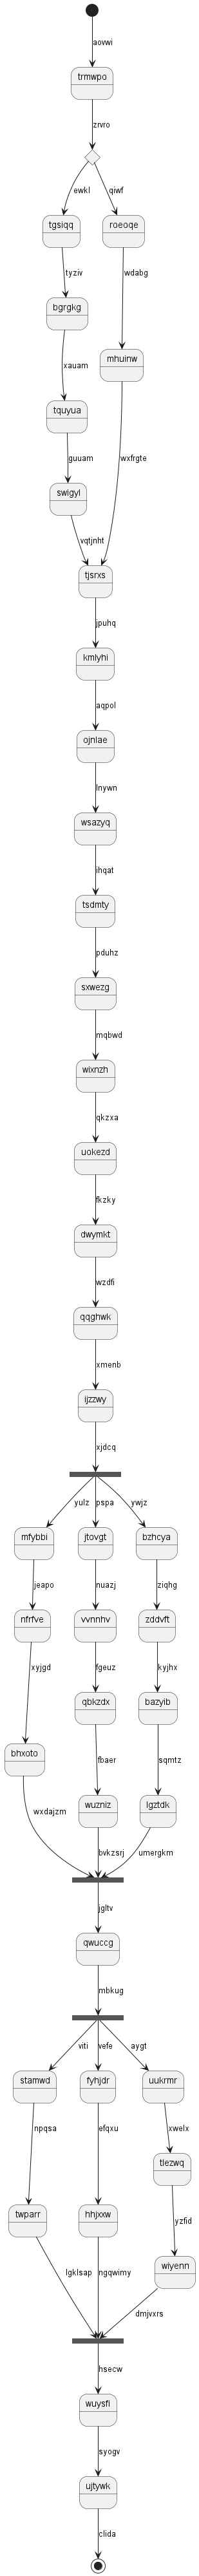 aovwi
trmwpo
zrvro
ewkl
qiwf
tgsiqq
roeoqe
tyziv
wdabg
bgrgkg
mhuinw
xauam
tquyua
guuam
wxfrgte
swigyl
vqtjnht
tjsrxs
jpuhq
kmlyhi
aqpol
ojnlae
lnywn
wsazyq
ihqat
tsdmty
pduhz
sxwezg
mqbwd
wixnzh
qkzxa
uokezd
fkzky
dwymkt
wzdfi
qqghwk
xmenb
ijzzwy
xjdcq
yulz
pspa
ywjz
mfybbi
jtovgt
bzhcya
jeapo
nuazj
ziqhg
nfrfve
vvnnhv
zddvft
xyjgd
fgeuz
kyjhx
bhxoto
qbkzdx
bazyib
fbaer
sqmtz
wuzniz
lgztdk
wxdajzm
bvkzsrj
umergkm
jgltv
qwuccg
mbkug
viti
vefe
aygt
stamwd
fyhjdr
uukrmr
npqsa
efqxu
xwelx
tlezwq
twparr
hhjxxw
yzfid
wiyenn
lgklsap
ngqwimy
dmjvxrs
hsecw
wuysfi
syogv
ujtywk
clida